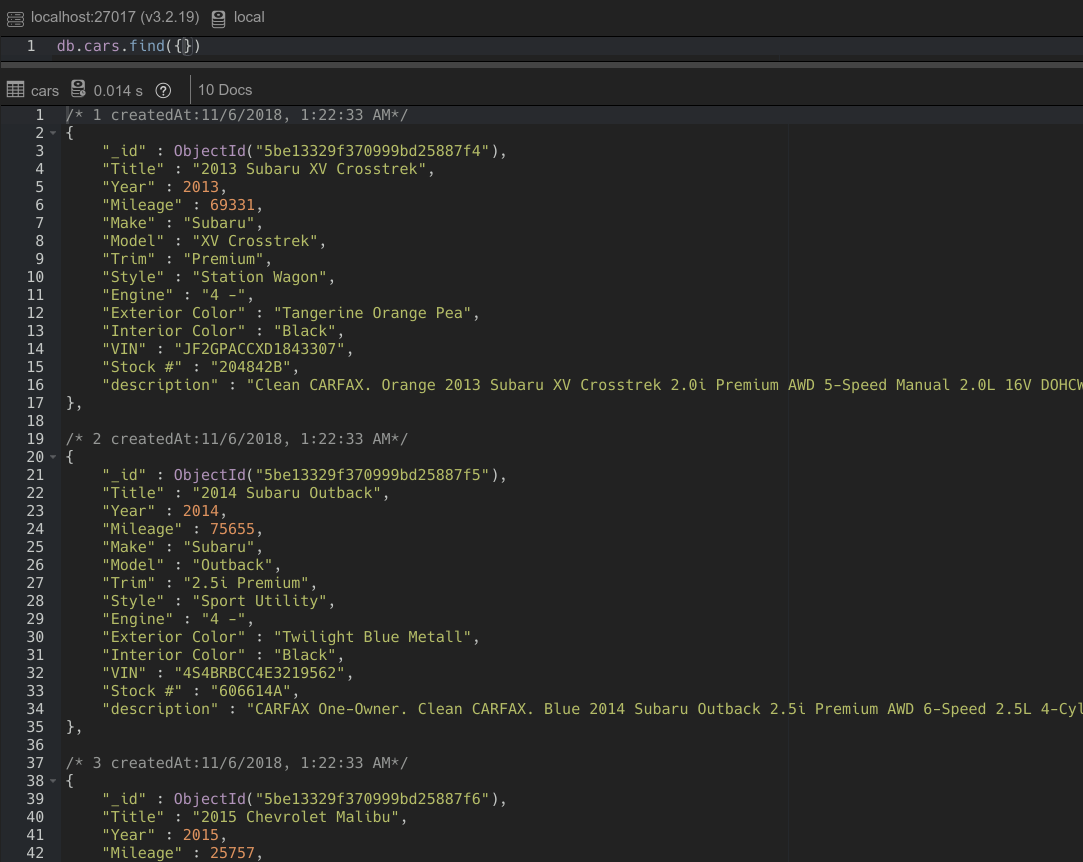 localhost:27017 (v3.2.19) local
1 db.cars.find({})
cars 0.014 s ? 10 Docs
1 /* 1 createdAt:11/6/2018, 1:22:33 AM*/
2 {
3 "_id" : ObjectId("5be13329f370999bd25887f4"),
4 "Title" : "2013 Subaru XV Crosstrek",
5 "Year" : 2013,
6 "Mileage" : 69331,
7 "Make" : "Subaru",
8 "Model" : "XV Crosstrek",
9 "Trim" : "Premium",
10 "Style" : "Station Wagon",
11 "Engine" : "4 -",
12 "Exterior Color" : "Tangerine Orange Pea",
13 "Interior Color" : "Black",
14 "VIN" : "JF2GPACCXD1843307",
15 "Stock #" : "204842B",
16 "description" : "Clean CARFAX. Orange 2013 Subaru XV Crosstrek 2.0i Premium AWD 5-Speed Manual 2.0L 16V DOHCW
17 },
18
19 /* 2 createdAt:11/6/2018, 1:22:33 AM*/
20 {
21 "_id" : ObjectId("5be13329f370999bd25887f5"),
22 "Title" : "2014 Subaru Outback",
23 "Year" : 2014,
24 "Mileage" : 75655,
25 "Make" : "Subaru",
26 "Model" : "Outback",
27 "Trim" : "2.5i Premium",
28 "Style" : "Sport Utility",
29 "Engine" : "4 -",
30 "Exterior Color" : "Twilight Blue Metall",
31 "Interior Color" : "Black",
32 "VIN" : "4S4BRBCC4E3219562",
33 "Stock #" : "606614A",
34 "description" : "CARFAX One-Owner. Clean CARFAX. Blue 2014 Subaru Outback 2.5i Premium AWD 6-Speed 2.5L 4-Cyl
35 },
36
37 /* 3 createdAt:11/6/2018, 1:22:33 AM*/
38 {
39 "_id" : ObjectId("5be13329f370999bd25887f6"),
40 "Title" : "2015 Chevrolet Malibu",
41 "Year" : 2015,
42 "Mileage" : 25757,